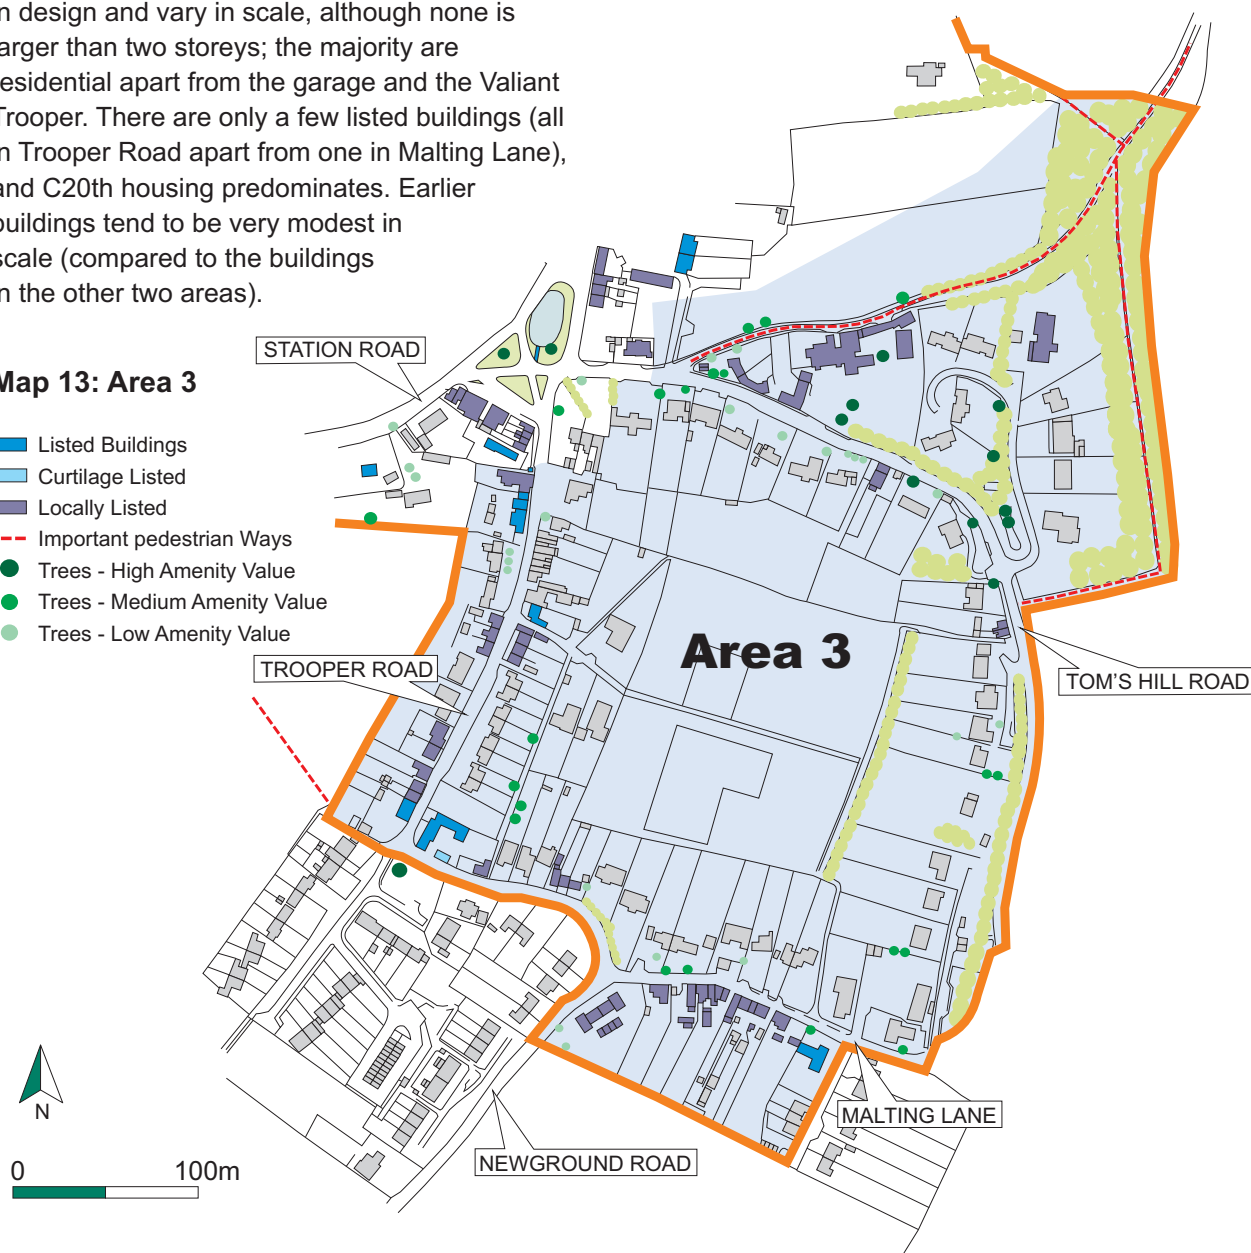 n design and vary in scale, although none is
arger than two storeys; the majority are
esidential apart from the garage and the Valiant
Trooper. There are only a few listed buildings (all
n Trooper Road apart from one in Malting Lane),
and C20th housing predominates. Earlier
buildings tend to be very modest in
scale (compared to the buildings
n the other two areas).
STATION ROAD
Map 13: Area 3
Listed Buildings
Curtilage Listed
Locally Listed
Important pedestrian Ways
Trees - High Amenity Value
Trees - Medium Amenity Value
Trees - Low Amenity Value
Area 3
TROOPER ROAD
TOM'S HILL ROAD
N
MALTING LANE
NEWGROUND ROAD
0 100m